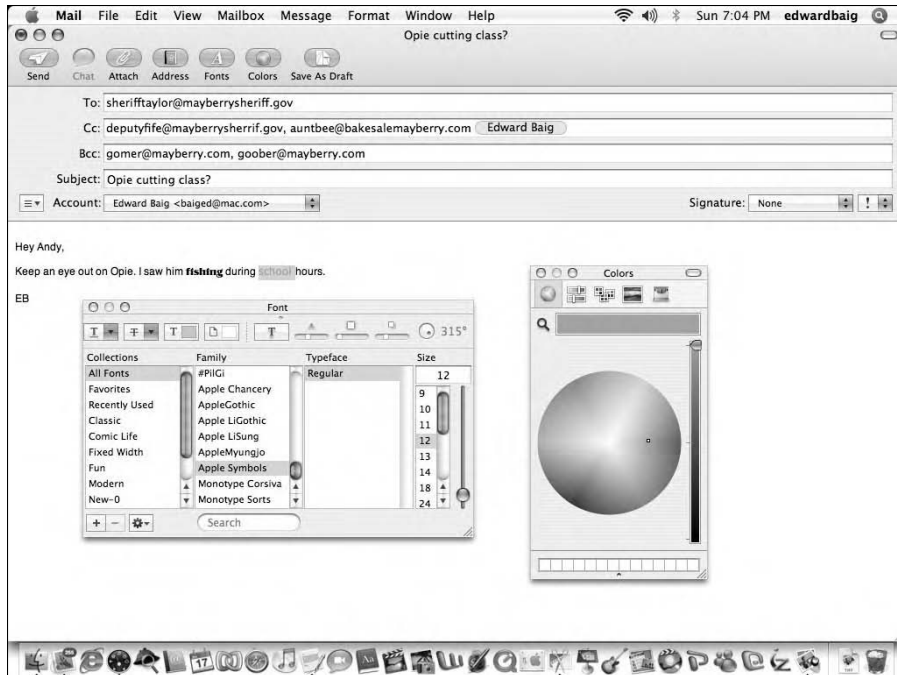 Mail File Edit View Mailbox Message Format Window Help Sun 7:04 PM edwardbaig
Opie cutting class?
Send Chat Attach Address Fonts Colors Save As Draft
To: sherifftaylor@mayberrysheriff.gov
Cc: deputyfife@mayberrysherrif.gov, auntbee@bakesalemayberry.com Edward Baig
Bcc: gomer@mayberry.com, goober@mayberry.com
Subject: Opie cutting class?
Account: Edward Baig <baiged@mac.com> Signature: None !
Hey Andy,
Keep an eye out on Opie. I saw him fishing during school hours.
EB
Font
T T T T 315°
Collections Family Typeface Size
All Fonts #PilGi Regular 12
Favorites Apple Chancery 9
Recently Used AppleGothic 10
Classic Apple LiGothic 11
Comic Life Apple LiSung 12
Fixed Width AppleMyungjo 13
Fun Apple Symbols 14
Modern Monotype Corsiva 18
New-0 Monotype Sorts 24
+ - Search
Colors
17
Aa